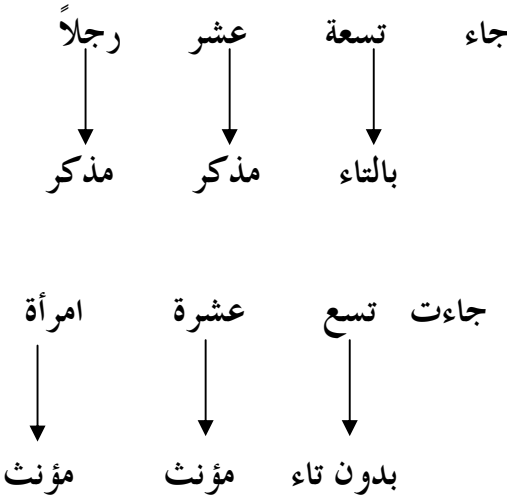 جاء تسعة عشر رجلاً
بالتاء مذكر مذكر
جاءت تسع عشرة امرأة
بدون تاء مؤنث مؤنث